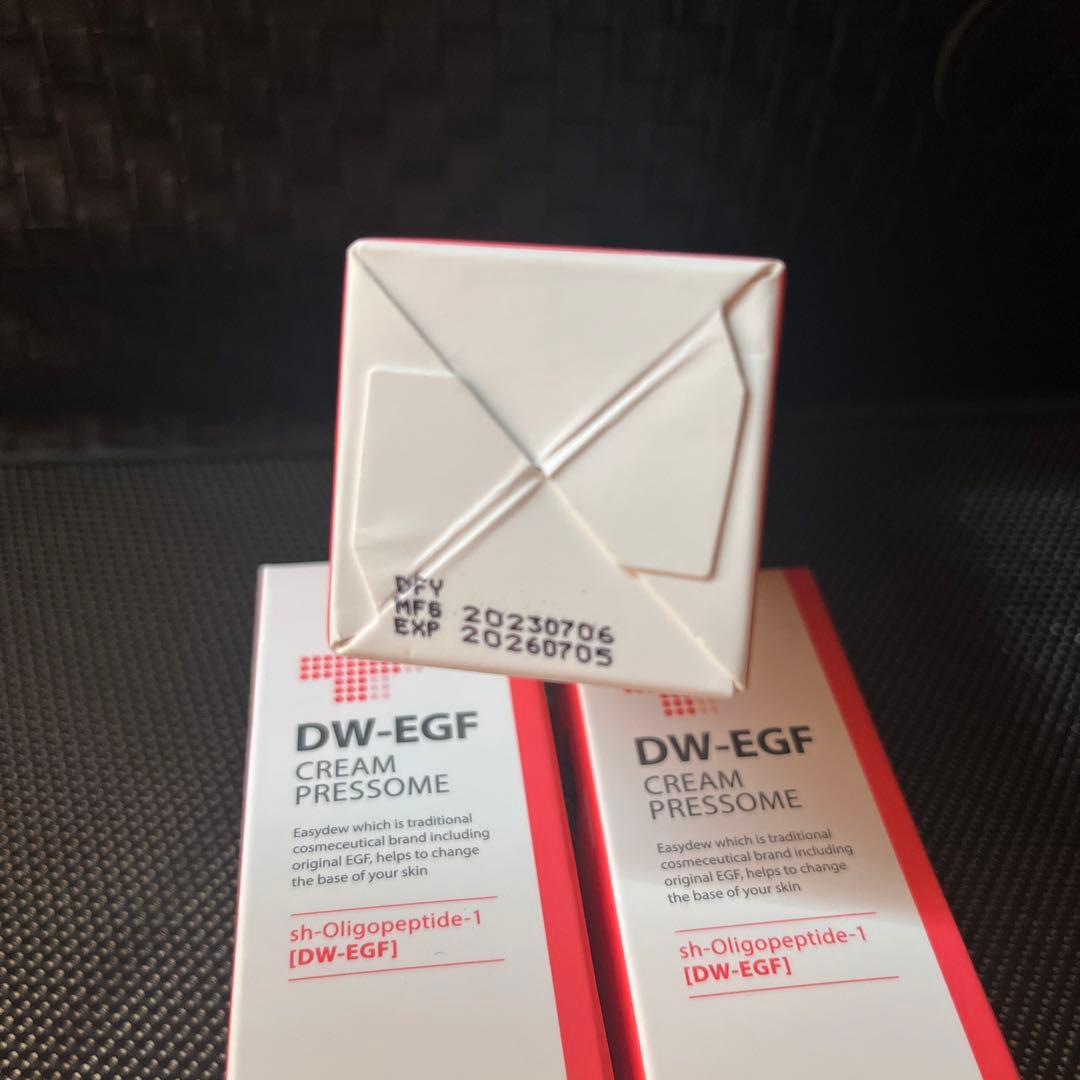 DFY
MFG 20230706
EXP 20260705
DW-EGF
CREAM
PRESSOME
Easydew which is traditional
cosmeceutical brand including
original EGF, helps to change
the base of your skin
sh-Oligopeptide-1
[DW-EGF]
DW-EGF
CREAM
PRESSOME
Easydew which is traditional
cosmeceutical brand including
original EGF, helps to change
the base of your skin
sh-Oligopeptide-1
[DW-EGF]